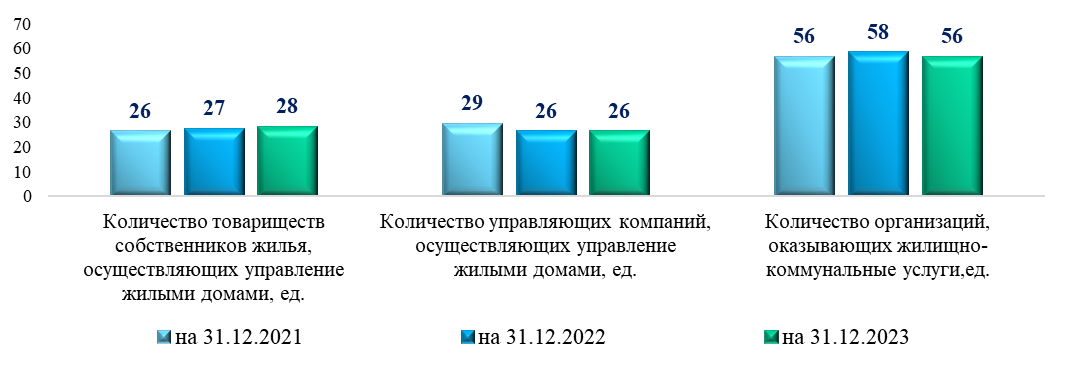 70
60
50
40
30
20
10
0
26
27
28
29
26
26
56
58
56
Количество товариществ
собственников жилья,
осуществляющих управление
жилыми домами, ед.
Количество управляющих компаний,
осуществляющих управление
жилыми домами, ед.
Количество организаций,
оказывающих жилищно-
коммунальные услуги,ед.
на 31.12.2021
на 31.12.2022
на 31.12.2023